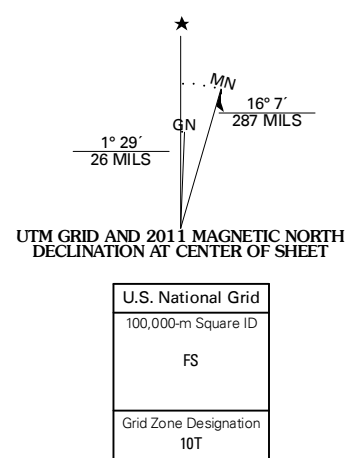 ★
MN
16° 7´
287 MILS
GN
1° 29´
26 MILS
UTM GRID AND 2011 MAGNETIC NORTH
DECLINATION AT CENTER OF SHEET
U.S. National Grid
100,000-m Square ID
FS
Grid Zone Designation
10T